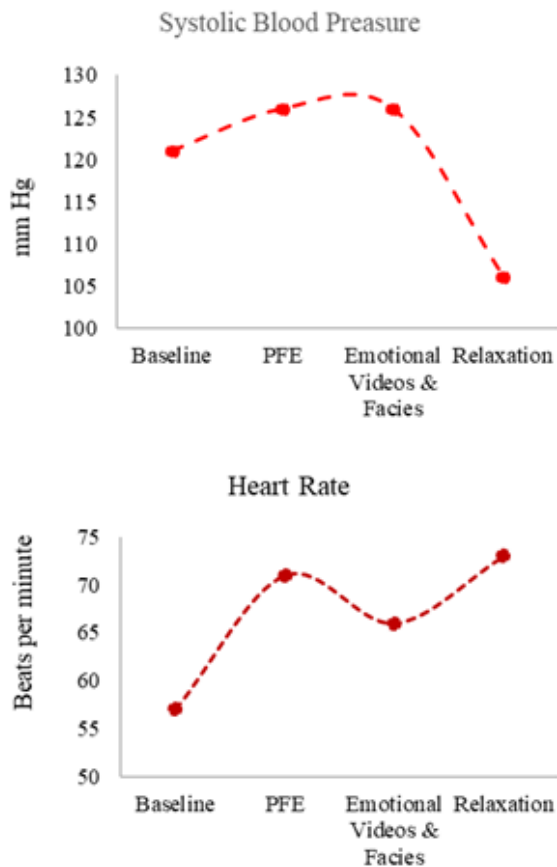 Systolic Blood Preasure
130
125
120
115
110
105
100
mm Hg
Baseline PFE Emotional Relaxation
Videos &
Facies
Heart Rate
75
70
65
60
55
50
Beats per minute
Baseline PFE Emotional Relaxation
Videos &
Facies